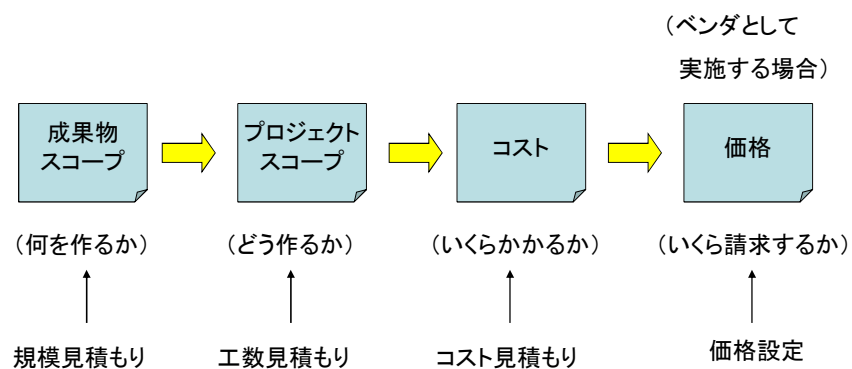 （ベンダとして
実施する場合）
成果物
スコープ
プロジェクト
スコープ
コスト
価格
（何を作るか）
（どう作るか）
（いくらかかるか）
（いくら請求するか）
規模見積もり
工数見積もり
コスト見積もり
価格設定